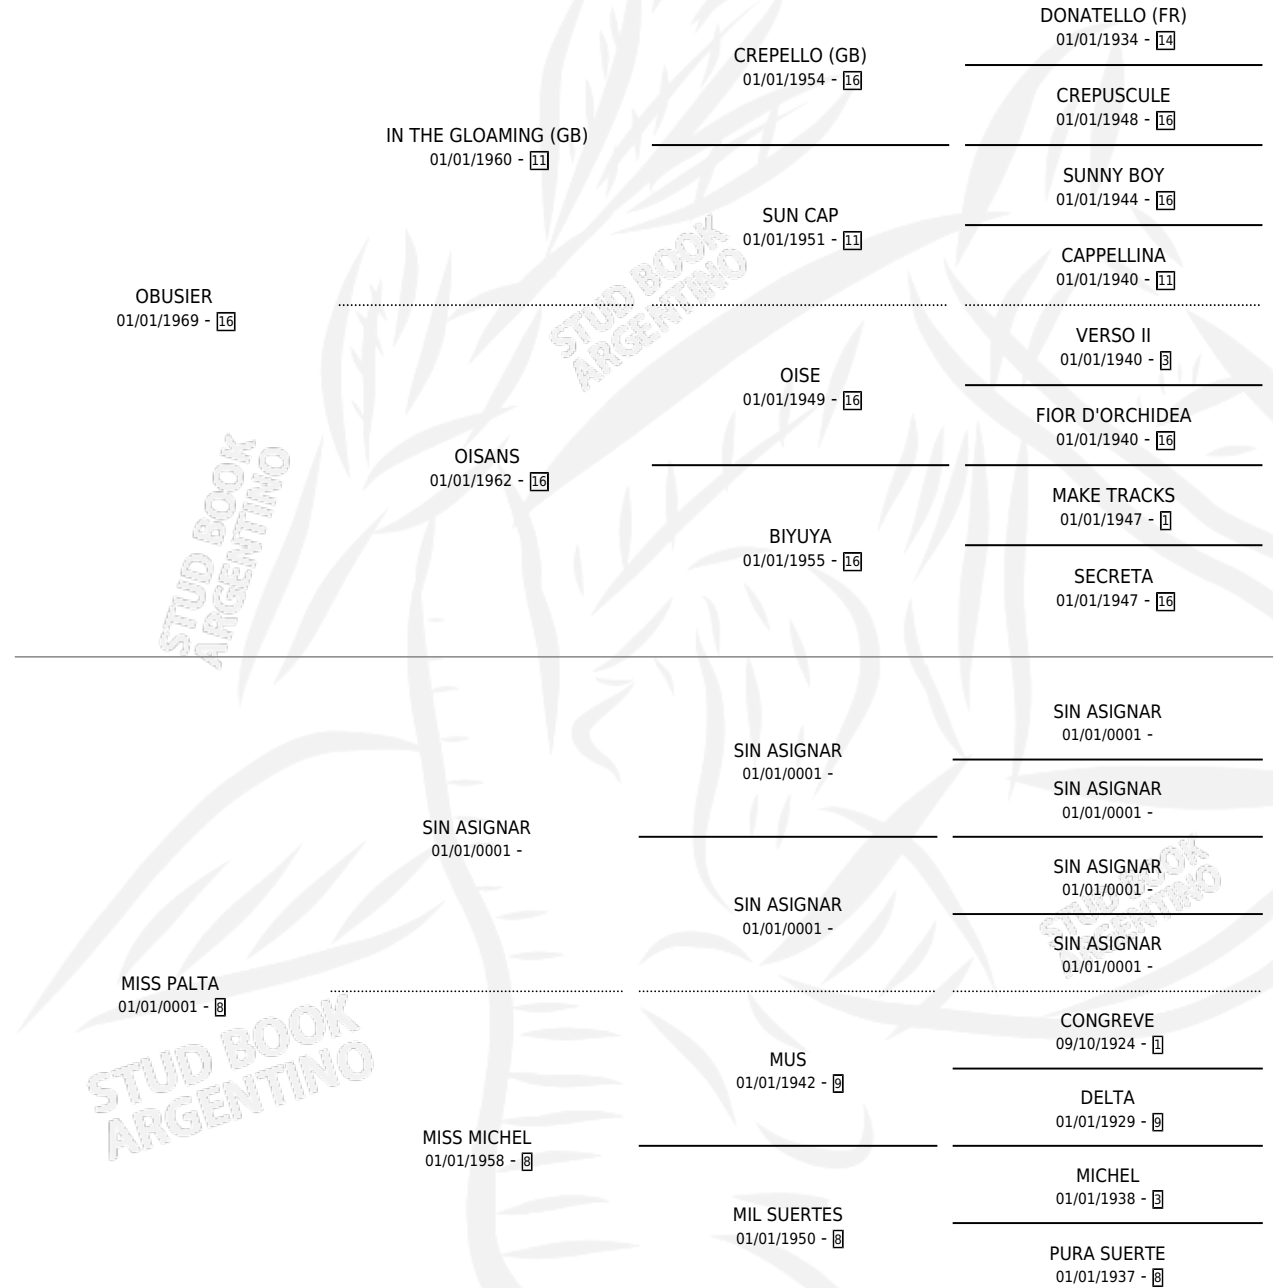 DONATELLO (FR)
01/01/1934 - 14
CREPELLO (GB)
01/01/1954 - 16
CREPUSCULE
01/01/1948 - 16
IN THE GLOAMING (GB)
01/01/1960 - 11
SUNNY BOY
01/01/1944 - 16
SUN CAP
01/01/1951 - 11
CAPPELLINA
01/01/1940 - 11
OBUSIER
01/01/1969 - 16
VERSO II
01/01/1940 - 3
OISE
01/01/1949 - 16
FIOR D'ORCHIDEA
01/01/1940 - 16
OISANS
01/01/1962 - 16
MAKE TRACKS
01/01/1947 - 1
BIYUYA
01/01/1955 - 16
SECRETA
01/01/1947 - 16
STUD BOOK
ARGENTINO
STUD BOOK
ARGENTINO
SIN ASIGNAR
01/01/0001 -
SIN ASIGNAR
01/01/0001 -
SIN ASIGNAR
01/01/0001 -
SIN ASIGNAR
01/01/0001 -
SIN ASIGNAR
01/01/0001 -
SIN ASIGNAR
01/01/0001 -
SIN ASIGNAR
01/01/0001 -
MISS PALTA
01/01/0001 - 8
CONGREVE
09/10/1924 - 1
MUS
01/01/1942 - 9
DELTA
01/01/1929 - 9
MISS MICHEL
01/01/1958 - 8
MICHEL
01/01/1938 - 3
MIL SUERTES
01/01/1950 - 8
PURA SUERTE
01/01/1937 - 8
STUD BOOK
ARGENTINO
STUD BOOK
ARGENTINO